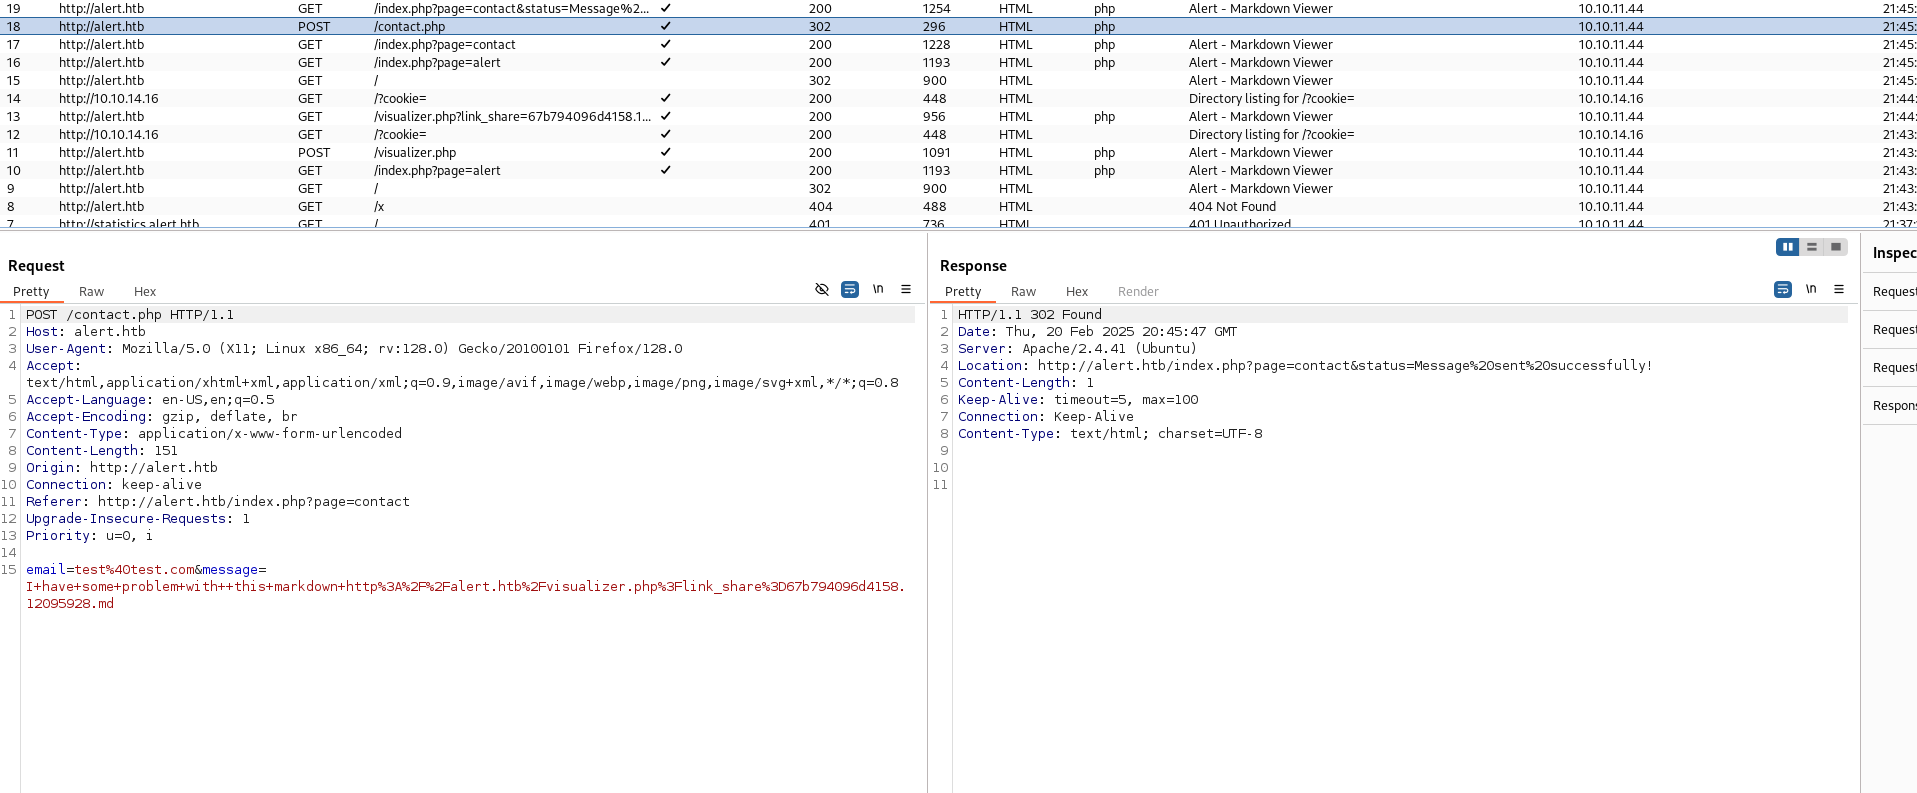 19 http://alert.htb GET /index.php?page=contact&status=Message%2... ✓ 200 1254 HTML php Alert - Markdown Viewer 10.10.11.44 21:45:
18 http://alert.htb POST /contact.php ✓ 302 296 HTML php 10.10.11.44 21:45:
17 http://alert.htb GET /index.php?page=contact ✓ 200 1228 HTML php Alert - Markdown Viewer 10.10.11.44 21:45:
16 http://alert.htb GET /index.php?page=alert ✓ 200 1193 HTML php Alert - Markdown Viewer 10.10.11.44 21:45:
15 http://alert.htb GET / 302 900 HTML Alert - Markdown Viewer 10.10.11.44 21:45:
14 http://10.10.14.16 GET /?cookie= ✓ 200 448 HTML Directory listing for /?cookie= 10.10.14.16 21:44:
13 http://alert.htb GET /visualizer.php?link_share=67b794096d4158.1... ✓ 200 956 HTML php Alert - Markdown Viewer 10.10.11.44 21:44:
12 http://10.10.14.16 GET /?cookie= ✓ 200 448 HTML Directory listing for /?cookie= 10.10.14.16 21:43:
11 http://alert.htb POST /visualizer.php ✓ 200 1091 HTML php Alert - Markdown Viewer 10.10.11.44 21:43:
10 http://alert.htb GET /index.php?page=alert ✓ 200 1193 HTML php Alert - Markdown Viewer 10.10.11.44 21:43:
9 http://alert.htb GET / 302 900 HTML Alert - Markdown Viewer 10.10.11.44 21:43:
8 http://alert.htb GET /x 404 488 HTML 404 Not Found 10.10.11.44 21:43:
7 http://statistics.alert.htb GET / 401 736 HTML 401 Unauthorized 10.10.11.44 21:37:
Request
Pretty Raw Hex \n
1 POST /contact.php HTTP/1.1
2 Host: alert.htb
3 User-Agent: Mozilla/5.0 (X11; Linux x86_64; rv:128.0) Gecko/20100101 Firefox/128.0
4 Accept:
text/html,application/xhtml+xml,application/xml;q=0.9,image/avif,image/webp,image/png,image/svg+xml,*/*;q=0.8
5 Accept-Language: en-US,en;q=0.5
6 Accept-Encoding: gzip, deflate, br
7 Content-Type: application/x-www-form-urlencoded
8 Content-Length: 151
9 Origin: http://alert.htb
10 Connection: keep-alive
11 Referer: http://alert.htb/index.php?page=contact
12 Upgrade-Insecure-Requests: 1
13 Priority: u=0, i
14
15 email=test%40test.com&message=
I+have+some+problem+with++this+markdown+http%3A%2F%2Falert.htb%2Fvisualizer.php%3Flink_share%3D67b794096d4158.
12095928.md
Response
Pretty Raw Hex Render \n
1 HTTP/1.1 302 Found
2 Date: Thu, 20 Feb 2025 20:45:47 GMT
3 Server: Apache/2.4.41 (Ubuntu)
4 Location: http://alert.htb/index.php?page=contact&status=Message%20sent%20successfully!
5 Content-Length: 1
6 Keep-Alive: timeout=5, max=100
7 Connection: Keep-Alive
8 Content-Type: text/html; charset=UTF-8
9
10
11
Inspec
Request
Request
Request
Respons